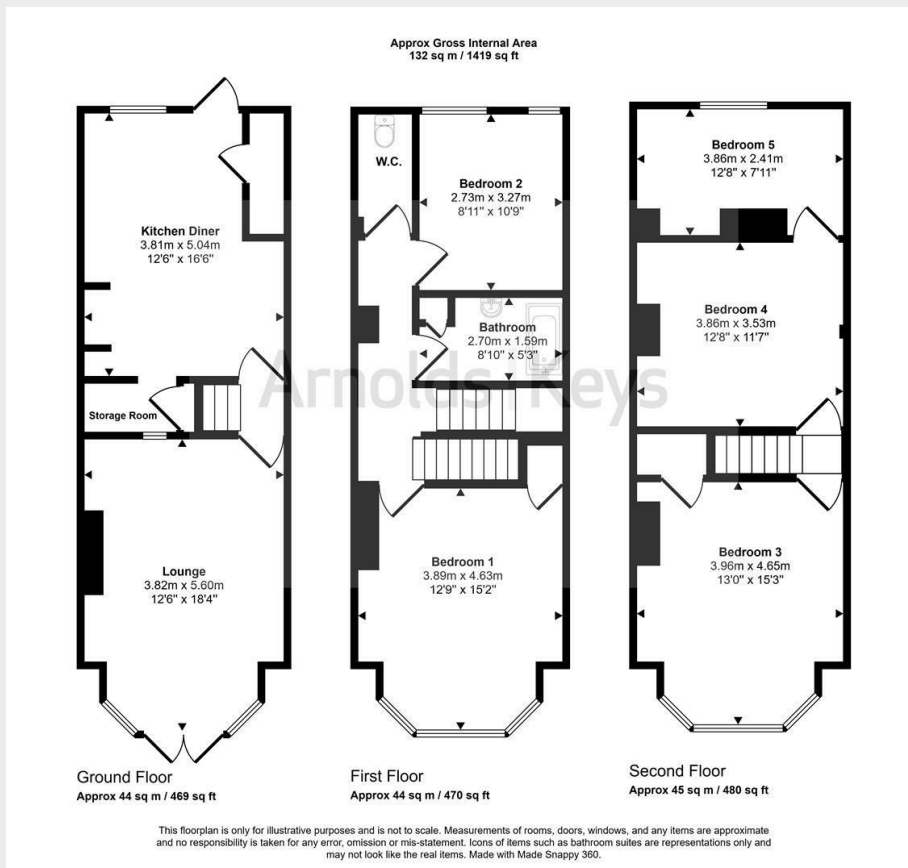 Approx Gross Internal Area
132 sq m / 1419 sq ft
Kitchen Diner
3.81m x 5.04m
12'6" x 16'6"
Storage Room
Lounge
3.82m x 5.60m
12'6" x 18'4"
Ground Floor
Approx 44 sq m / 469 sq ft
W.C.
Bedroom 2
2.73m x 3.27m
8'11" x 10'9"
Bathroom
2.70m x 1.59m
8'10" x 5'3"
Bedroom 1
3.89m x 4.63m
12'9" x 15'2"
First Floor
Approx 44 sq m / 470 sq ft
Bedroom 5
3.86m x 2.41m
12'8" x 7'11"
Bedroom 4
3.86m x 3.53m
12'8" x 11'7"
Bedroom 3
3.96m x 4.65m
13'0" x 15'3"
Second Floor
Approx 45 sq m / 480 sq ft
Arnolds Keys
This floorplan is only for illustrative purposes and is not to scale. Measurements of rooms, doors, windows, and any items are approximate
and no responsibility is taken for any error, omission or mis-statement. Icons of items such as bathroom suites are representations only and
may not look like the real items. Made with Made Snappy 360.